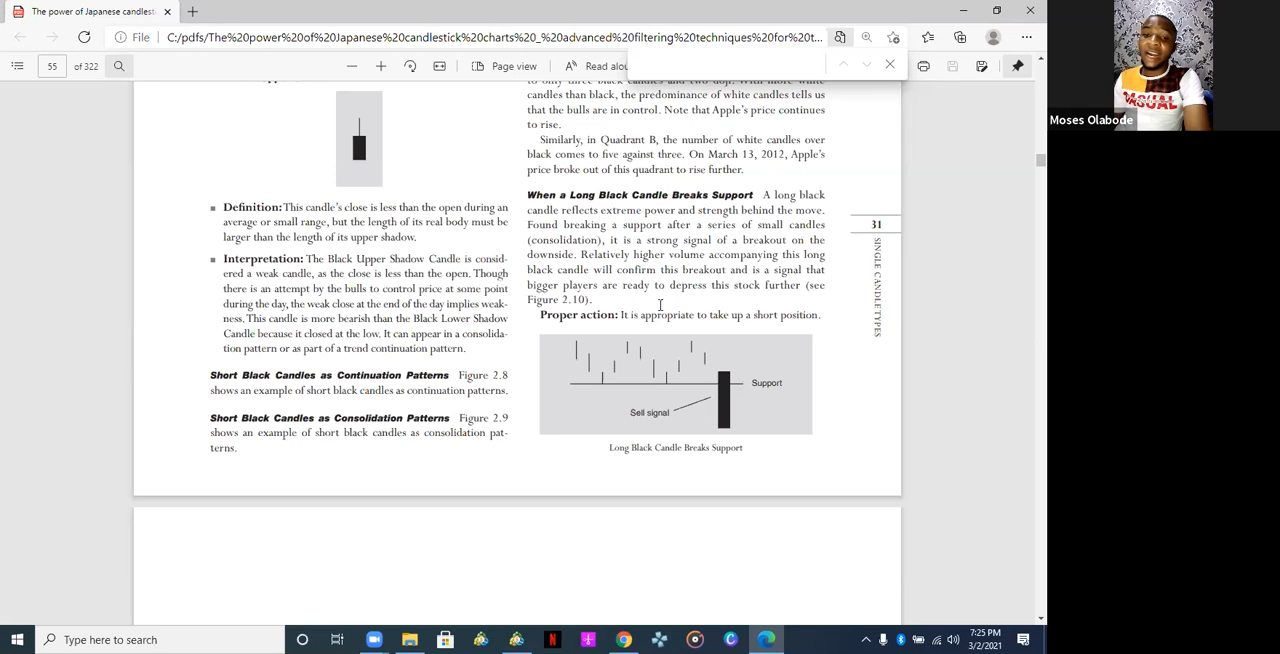 The power of Japanese candlest
File
C:/pdfs/The%20power%20of%20Japanese%20candlestick%20charts%20_%20advanced%20filtering%20techniques%20for%20t...
55
of 322
Page view
Read alou
Definition: This candle's close is less than the open during an
average or small range, but the length of its real body must be
larger than the length of its upper shadow.
Interpretation: The Black Upper Shadow Candle is consid-
ered a weak candle, as the close is less than the open. Though
there is an attempt by the bulls to control price at some point
during the day, the weak close at the end of the day implies weak-
ness. This candle is more bearish than the Black Lower Shadow
Candle because it closed at the low. It can appear in a consolida-
tion pattern or as part of a trend continuation pattern.
Short Black Candles as Continuation Patterns Figure 2.8
shows an example of short black candles as continuation patterns.
Short Black Candles as Consolidation Patterns Figure 2.9
shows an example of short black candles as consolidation pat-
terns.
to only three black candles and two doji. With more white
candles than black, the predominance of white candles tells us
that the bulls are in control. Note that Apple's price continues
to rise.
Similarly, in Quadrant B, the number of white candles over
black comes to five against three. On March 13, 2012, Apple's
price broke out of this quadrant to rise further.
When a Long Black Candle Breaks Support A long black
candle reflects extreme power and strength behind the move.
Found breaking a support after a series of small candles
(consolidation), it is a strong signal of a breakout on the
downside. Relatively higher volume accompanying this long
black candle will confirm this breakout and is a signal that
bigger players are ready to depress this stock further (see
Figure 2.10).
Proper action: It is appropriate to take up a short position.
Support
Sell signal
Long Black Candle Breaks Support
31
SINGLE CANDLE TYPES
CASUAL
Moses Olabode
Type here to search
7:25 PM
3/2/2021